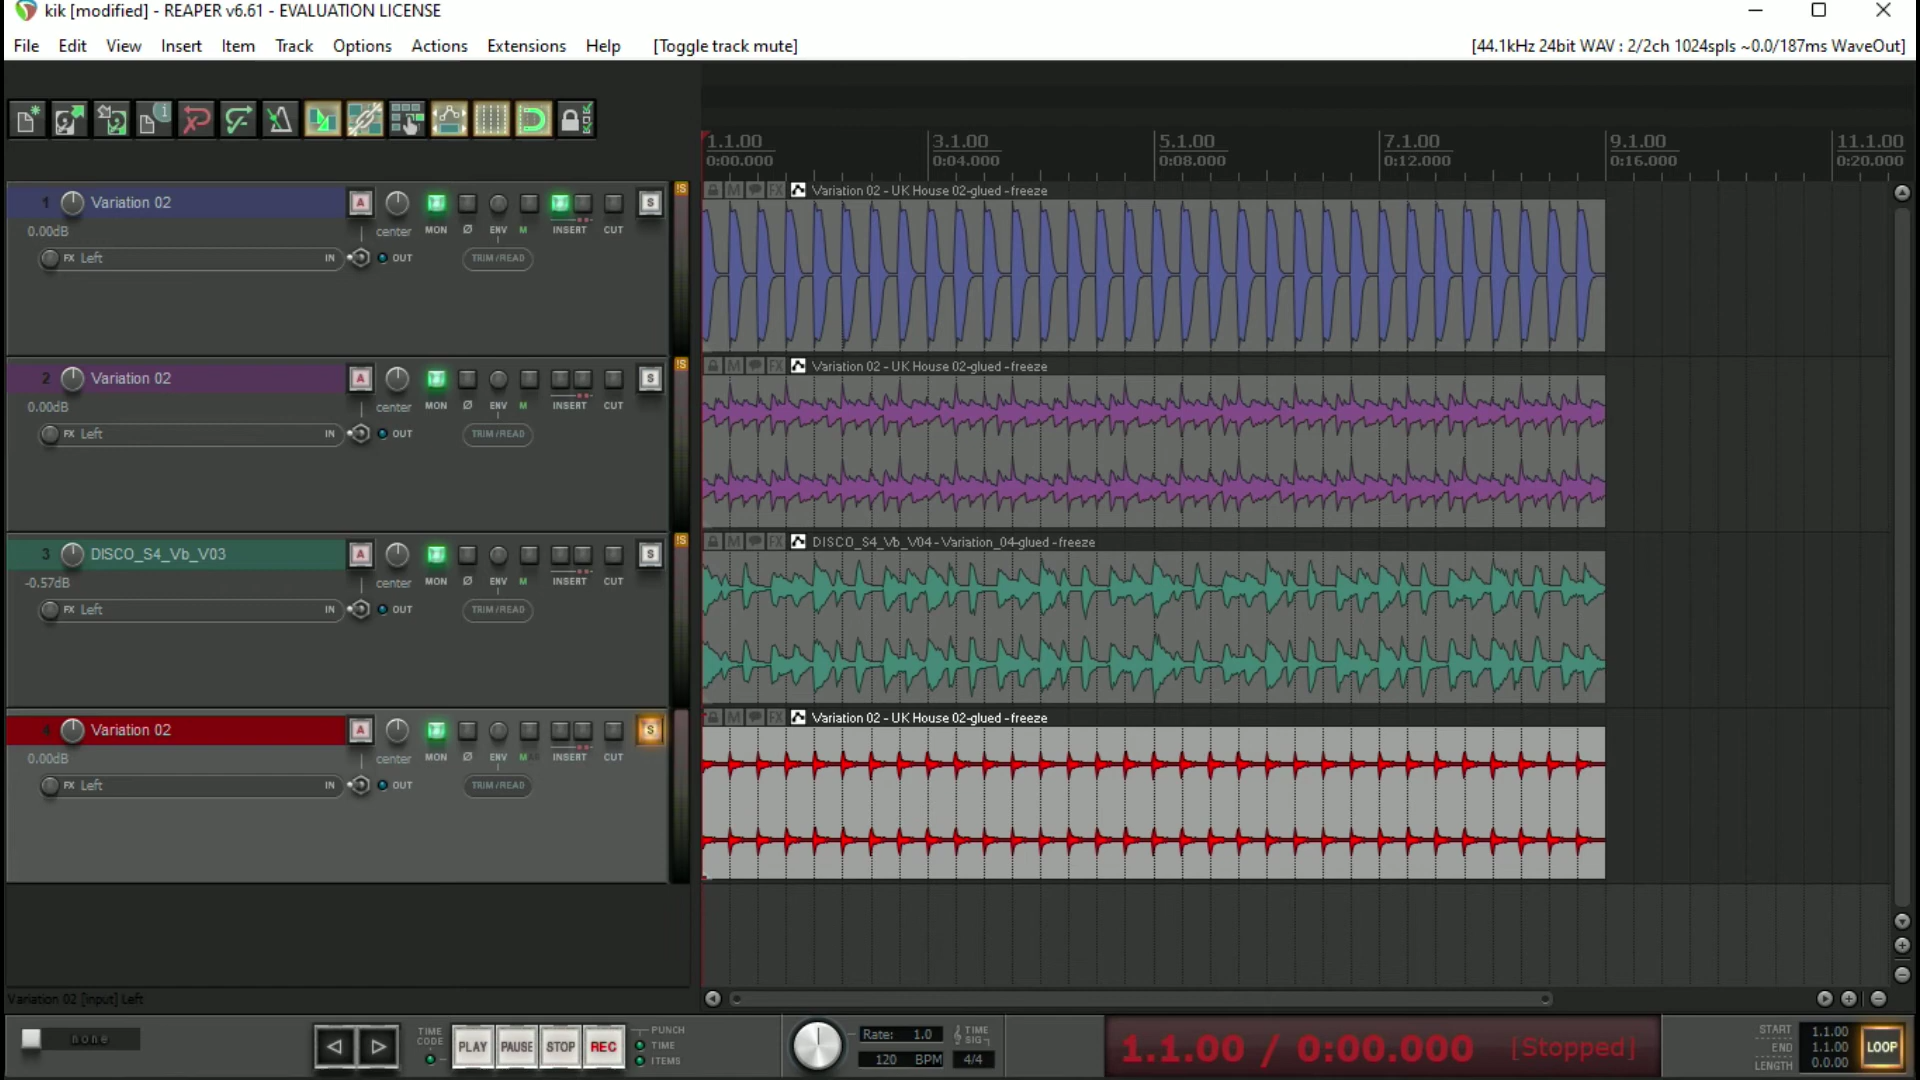 kik [modified] - REAPER v6.61 - EVALUATION LICENSE
File Edit View Insert Item Track Options Actions Extensions Help [Toggle track mute] [44.1kHz 24bit WAV : 2/2ch 1024spls ~0.0/187ms WaveOut]
1.1.00 3.1.00 5.1.00 7.1.00 9.1.00 11.1.00
0:00.000 0:04.000 0:08.000 0:12.000 0:16.000 0:20.000
M FX Variation 02 - UK House 02-glued -freeze
1 Variation 02 A S
0.00dB center MON Ø ENV M INSERT CUT
FX Left IN OUT TRIM/READ
M FX Variation 02 - UK House 02-glued -freeze
2 Variation 02 A S
0.00dB center MON Ø ENV M INSERT CUT
FX Left IN OUT TRIM/READ
M FX DISCO_S4_Vb_V04 - Variation_04-glued -freeze
3 DISCO_S4_Vb_V03 A S
-0.57dB center MON Ø ENV M INSERT CUT
FX Left IN OUT TRIM/READ
M FX Variation 02 - UK House 02-glued -freeze
4 Variation 02 A S
0.00dB center MON Ø ENV M INSERT CUT
FX Left IN OUT TRIM/READ
Variation 02 [input] Left
none
TIME CODE
PLAY PAUSE STOP REC
PUNCH
TIME
ITEMS
Rate: 1.0
120 BPM
TIME SIG
4/4
1.1.00 / 0:00.000 [Stopped]
START 1.1.00
END 1.1.00
LENGTH 0.0.00
LOOP